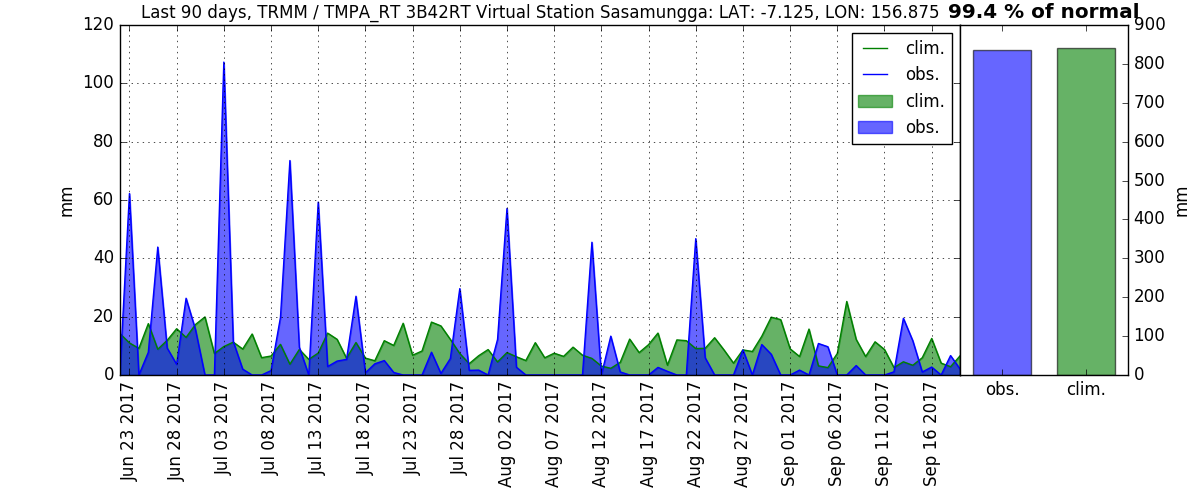 Last 90 days, TRMM / TMPA_RT 3B42RT Virtual Station Sasamungga: LAT: -7.125, LON: 156.875
99.4 % of normal
120
100
80
60
40
20
0
mm
clim.
obs.
clim.
obs.
Jun 23 2017
Jun 28 2017
Jul 03 2017
Jul 08 2017
Jul 13 2017
Jul 18 2017
Jul 23 2017
Jul 28 2017
Aug 02 2017
Aug 07 2017
Aug 12 2017
Aug 17 2017
Aug 22 2017
Aug 27 2017
Sep 01 2017
Sep 06 2017
Sep 11 2017
Sep 16 2017
900
800
700
600
500
400
300
200
100
0
mm
obs.
clim.